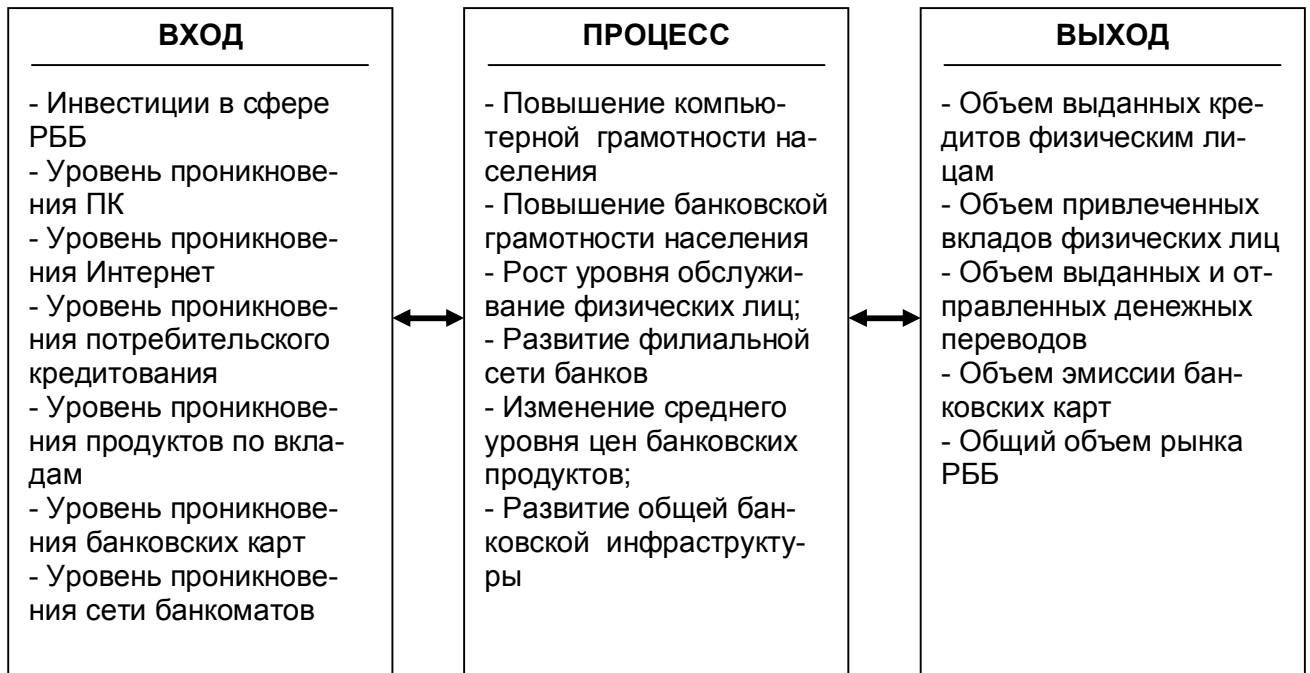 ВХОД
- Инвестиции в сфере
РББ
- Уровень проникнове-
ния ПК
- Уровень проникнове-
ния Интернет
- Уровень проникнове-
ния потребительского
кредитования
- Уровень проникнове-
ния продуктов по вкла-
дам
- Уровень проникнове-
ния банковских карт
- Уровень проникнове-
ния сети банкоматов
ПРОЦЕСС
- Повышение компью-
терной грамотности на-
селения
- Повышение банковской
грамотности населения
- Рост уровня обслужи-
вание физических лиц;
- Развитие филиальной
сети банков
- Изменение среднего
уровня цен банковских
продуктов;
- Развитие общей бан-
ковской инфраструкту-
ры
ВЫХОД
- Объем выданных кре-
дитов физическим ли-
цам
- Объем привлеченных
вкладов физических лиц
- Объем выданных и от-
правленных денежных
переводов
- Объем эмиссии бан-
ковских карт
- Общий объем рынка
РББ